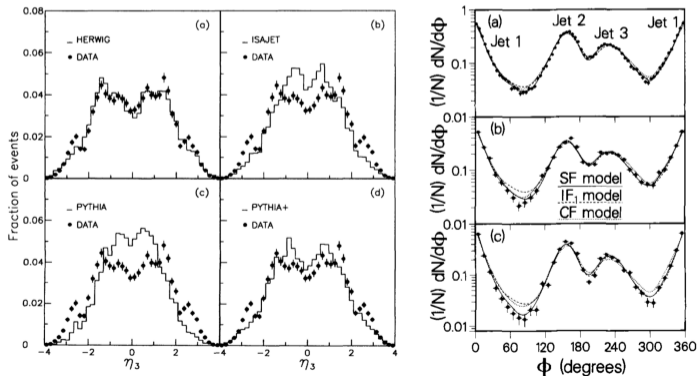 0.08
(a)
HERWIG
DATA
(b)
ISAJET
DATA
0.06
0.04
0.02
0
(c)
PYTHIA
DATA
(d)
PYTHIA+
DATA
0.06
0.04
0.02
0
Fraction of events
-4 -2 0 2 -4 -2 0 2 4
η3 η3
1
(a)
Jet 1
Jet 2
Jet 3
Jet 1
0.1
0.01
(b)
0.1
SF model
IF1 model
CF model
0.01
(c)
0.1
0.01
(1/N) dN/dϕ
(1/N) dN/dϕ
(1/N) dN/dϕ
0 60 120 180 240 300 360
ϕ (degrees)